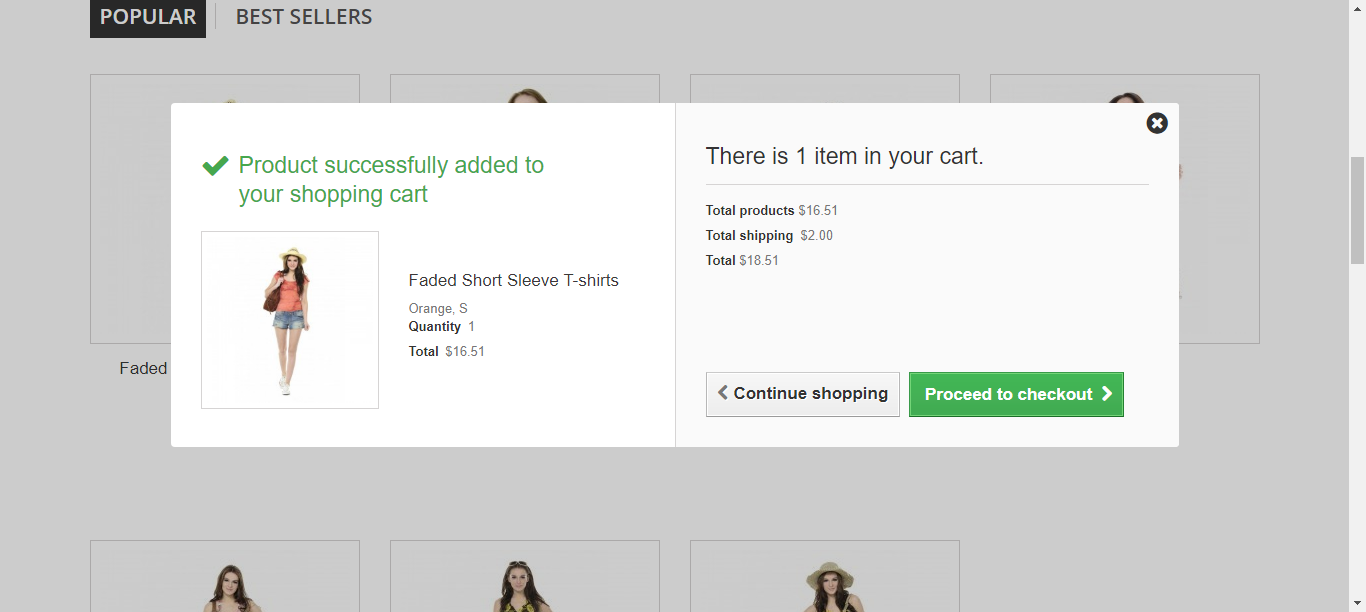 POPULAR
BEST SELLERS
Product successfully added to
your shopping cart
Faded Short Sleeve T-shirts
Orange, S
Quantity 1
Total $16.51
There is 1 item in your cart.
Total products $16.51
Total shipping $2.00
Total $18.51
Continue shopping
Proceed to checkout
Faded